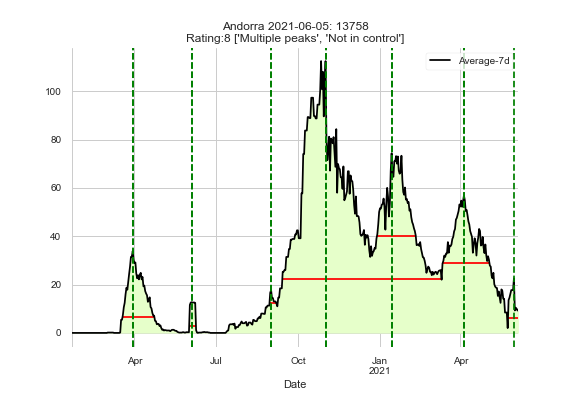 Andorra 2021-06-05: 13758
Rating:8 ['Multiple peaks', 'Not in control']
Average-7d
100
80
60
40
20
0
Apr
Jul
Oct
Jan
2021
Apr
Date